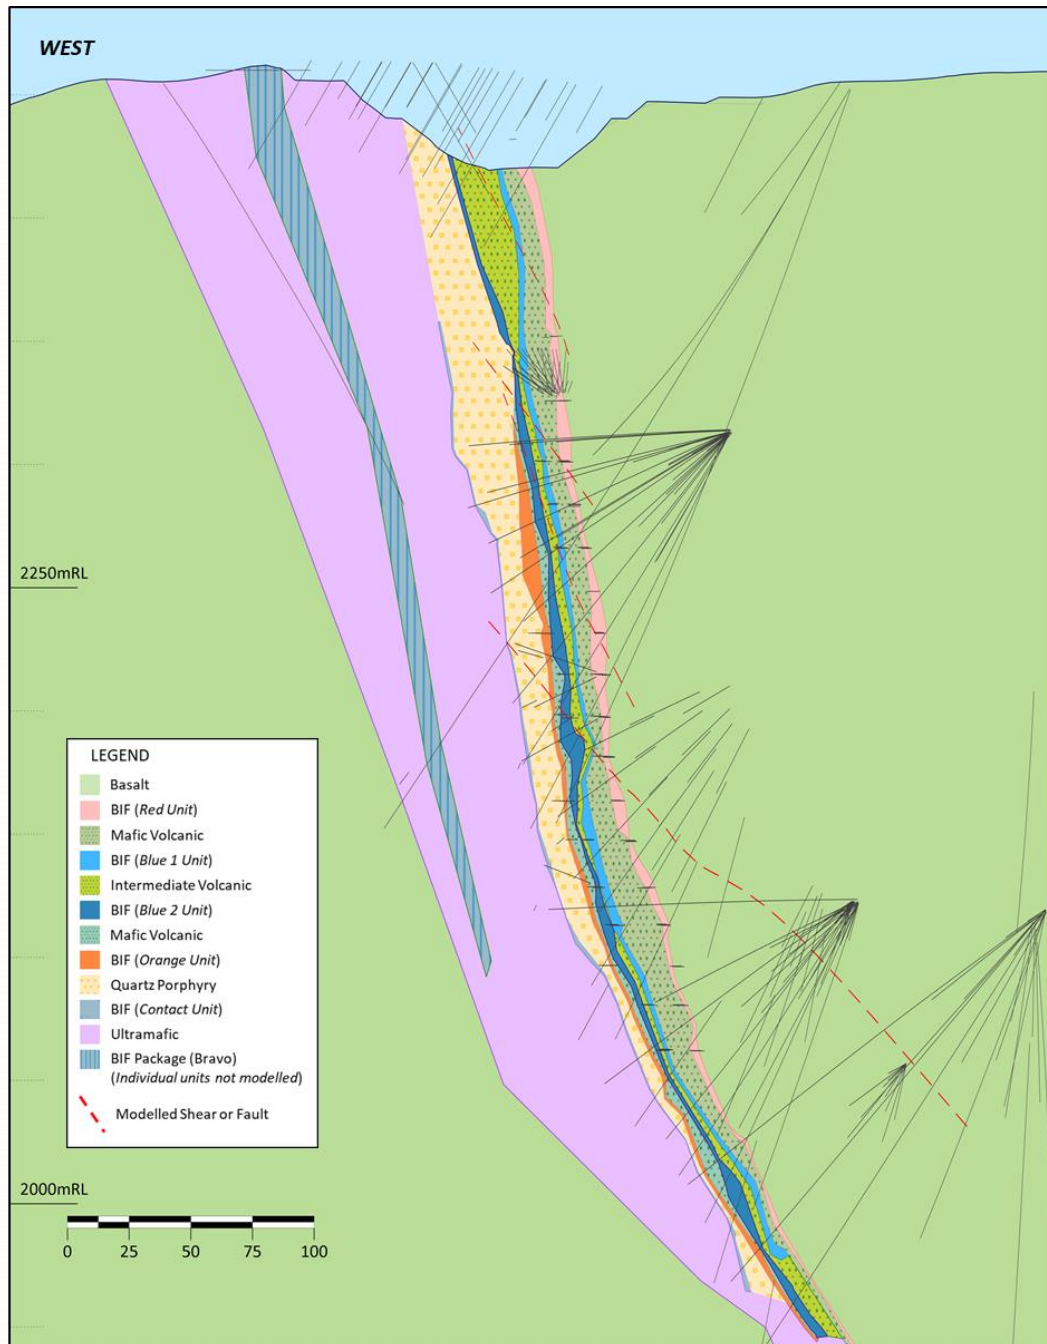 WEST
2250mRL
LEGEND
Basalt
BIF (Red Unit)
Mafic Volcanic
BIF (Blue 1 Unit)
Intermediate Volcanic
BIF (Blue 2 Unit)
Mafic Volcanic
BIF (Orange Unit)
Quartz Porphyry
BIF (Contact Unit)
Ultramafic
BIF Package (Bravo)
(Individual units not modelled)
Modelled Shear or Fault
2000mRL
0 25 50 75 100